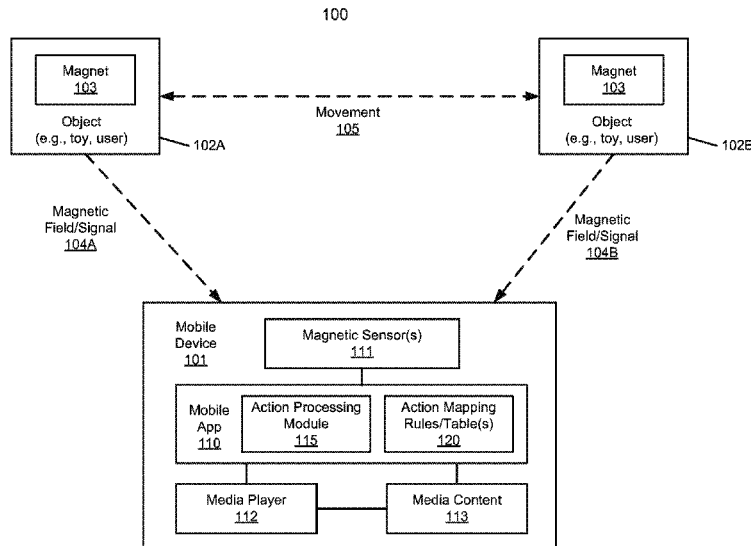 100
Magnet
103
Object
(e.g., toy, user)
102A
Movement
105
Magnet
103
Object
(e.g., toy, user)
102B
Magnetic
Field/Signal
104A
Magnetic
Field/Signal
104B
Mobile
Device
101
Magnetic Sensor(s)
111
Mobile
App
110
Action Processing
Module
115
Action Mapping
Rules/Table(s)
120
Media Player
112
Media Content
113